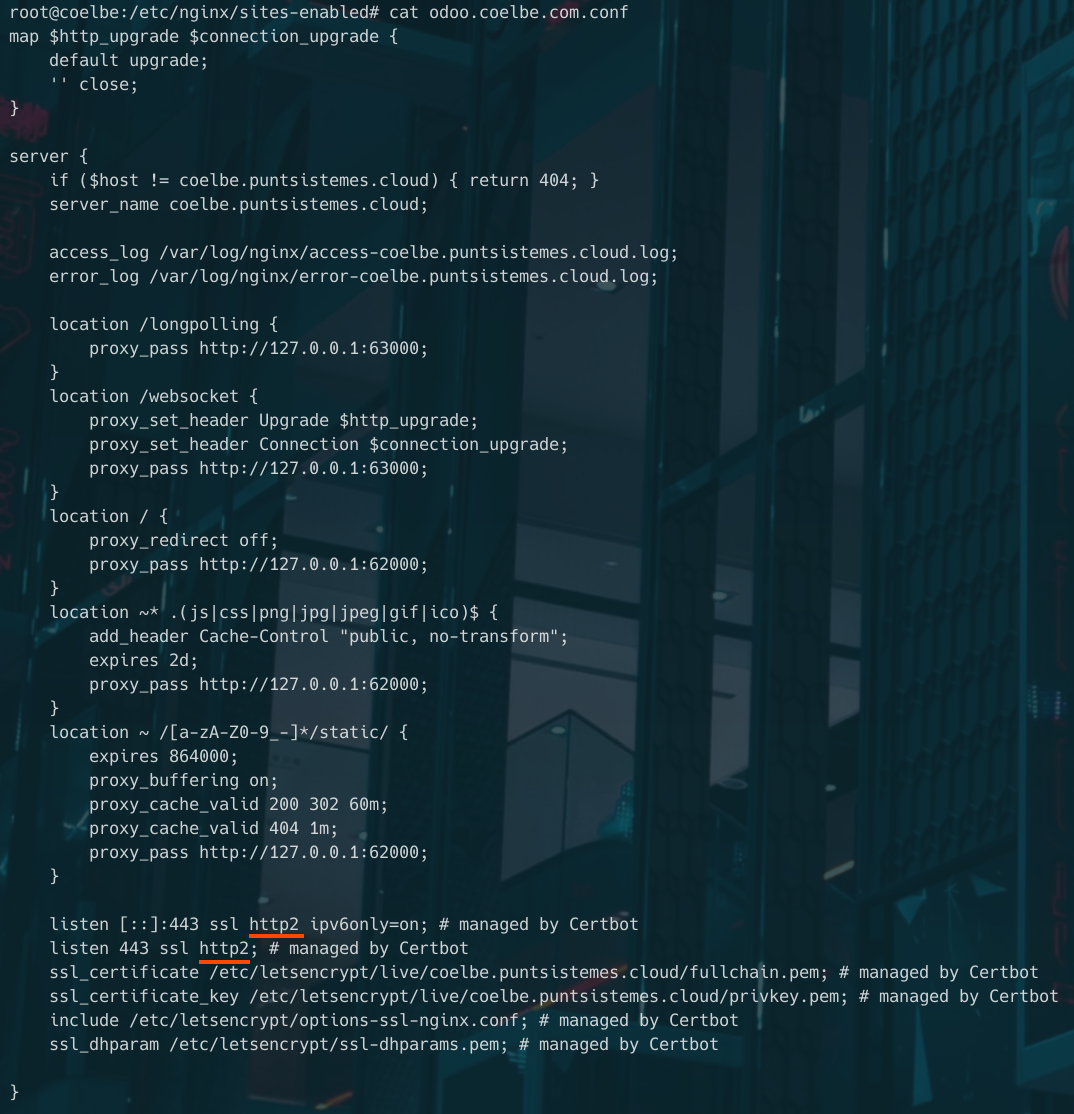 root@coelbe:/etc/nginx/sites-enabled# cat odoo.coelbe.com.conf
map $http_upgrade $connection_upgrade {
    default upgrade;
    '' close;
}

server {
    if ($host != coelbe.puntsistemes.cloud) { return 404; }
    server_name coelbe.puntsistemes.cloud;

    access_log /var/log/nginx/access-coelbe.puntsistemes.cloud.log;
    error_log /var/log/nginx/error-coelbe.puntsistemes.cloud.log;

    location /longpolling {
        proxy_pass http://127.0.0.1:63000;
    }
    location /websocket {
        proxy_set_header Upgrade $http_upgrade;
        proxy_set_header Connection $connection_upgrade;
        proxy_pass http://127.0.0.1:63000;
    }
    location / {
        proxy_redirect off;
        proxy_pass http://127.0.0.1:62000;
    }
    location ~* .(js|css|png|jpg|jpeg|gif|ico)$ {
        add_header Cache-Control "public, no-transform";
        expires 2d;
        proxy_pass http://127.0.0.1:62000;
    }
    location ~ /[a-zA-Z0-9_-]*/static/ {
        expires 864000;
        proxy_buffering on;
        proxy_cache_valid 200 302 60m;
        proxy_cache_valid 404 1m;
        proxy_pass http://127.0.0.1:62000;
    }

    listen [::]:443 ssl http2 ipv6only=on; # managed by Certbot
    listen 443 ssl http2; # managed by Certbot
    ssl_certificate /etc/letsencrypt/live/coelbe.puntsistemes.cloud/fullchain.pem; # managed by Certbot
    ssl_certificate_key /etc/letsencrypt/live/coelbe.puntsistemes.cloud/privkey.pem; # managed by Certbot
    include /etc/letsencrypt/options-ssl-nginx.conf; # managed by Certbot
    ssl_dhparam /etc/letsencrypt/ssl-dhparams.pem; # managed by Certbot

}